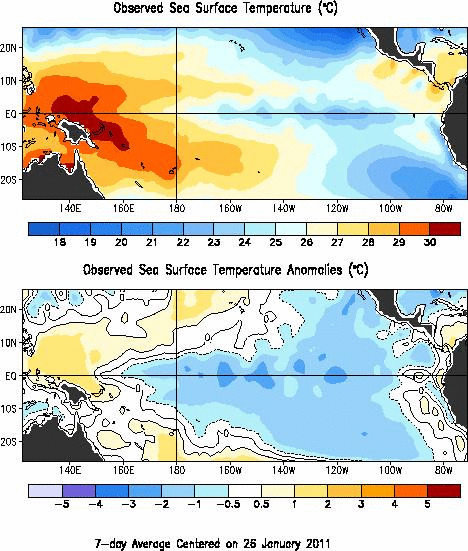 Observed Sea Surface Temperature (°C)
20N
10N
EQ
10S
20S
140E 160E 180 160W 140W 120W 100W 80W
18 19 20 21 22 23 24 25 26 27 28 29 30
Observed Sea Surface Temperature Anomalies (°C)
20N
10N
EQ
10S
20S
140E 160E 180 160W 140W 120W 100W 80W
-5 -4 -3 -2 -1 -0.5 0.5 1 2 3 4 5
7-day Average Centered on 26 January 2011